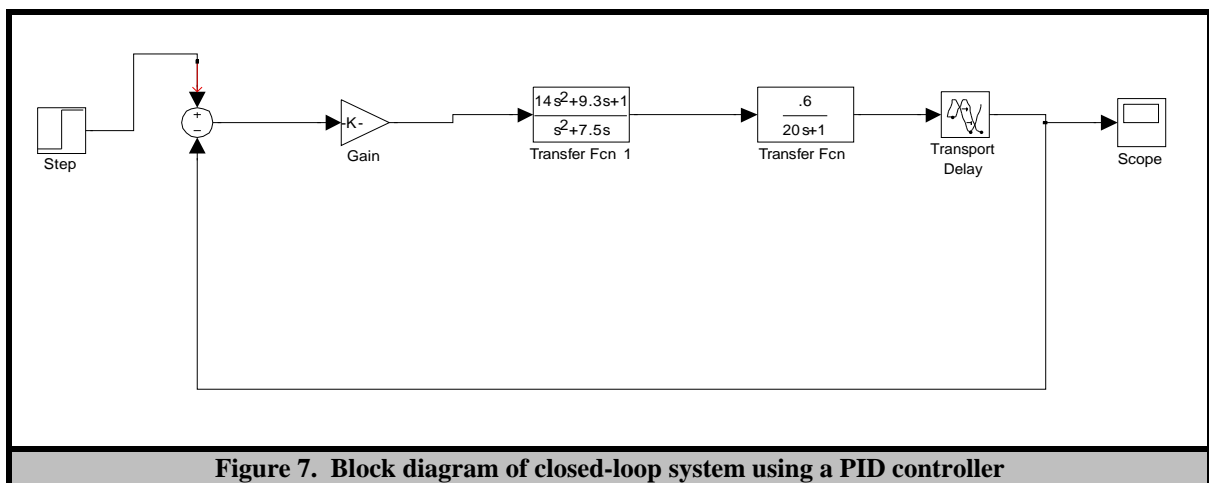 Step
+
−
-K-
Gain
14s²+9.3s+1
s²+7.5s
Transfer Fcn 1
.6
20s+1
Transfer Fcn
Transport
Delay
Scope
Figure 7. Block diagram of closed-loop system using a PID controller